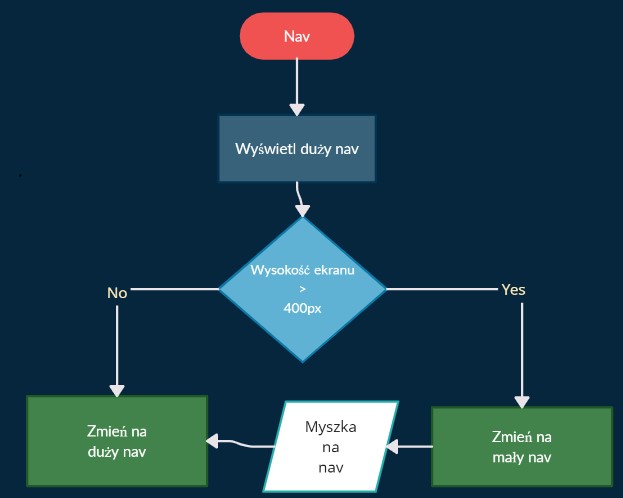 Nav
Wyświetl duży nav
Wysokość ekranu
>
400px
No
Yes
Zmień na
duży nav
Myszka
na
nav
Zmień na
mały nav